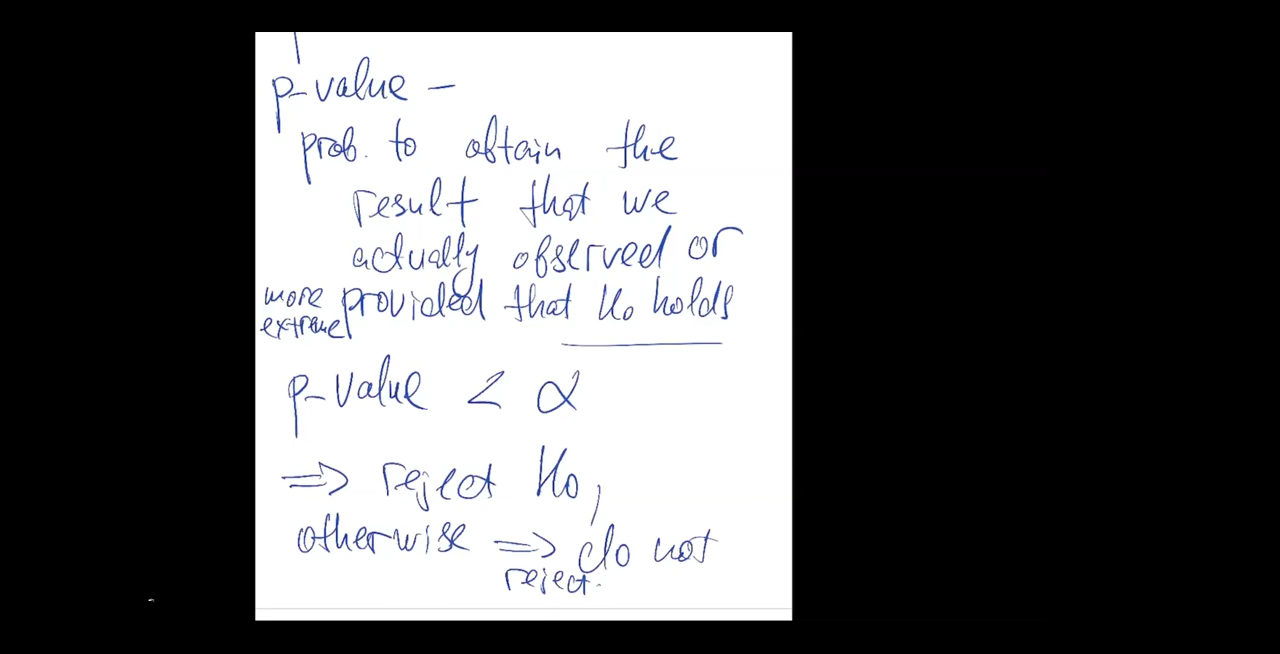 p-value –
prob. to obtain the
result that we
actually observed or
more extreme provided that H₀ holds
p-value < α
⇒ reject H₀,
otherwise ⇒ do not
reject.